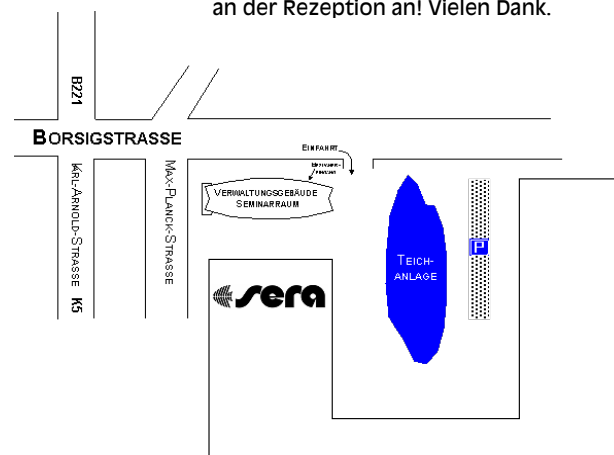 an der Rezeption an! Vielen Dank.
B221
BORSIGSTRASSE
EINFAHRT
KARL-ARNOLD-STRASSE K5
MAX-PLANCK-STRASSE
VERWALTUNGSGEBÄUDE
SEMINARRAUM
P
TEICH-
ANLAGE
sera